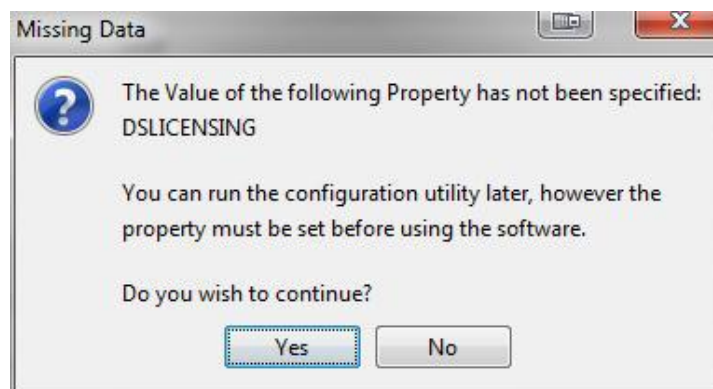 Missing Data
The Value of the following Property has not been specified:
DSLICENSING
You can run the configuration utility later, however the
property must be set before using the software.
Do you wish to continue?
Yes
No